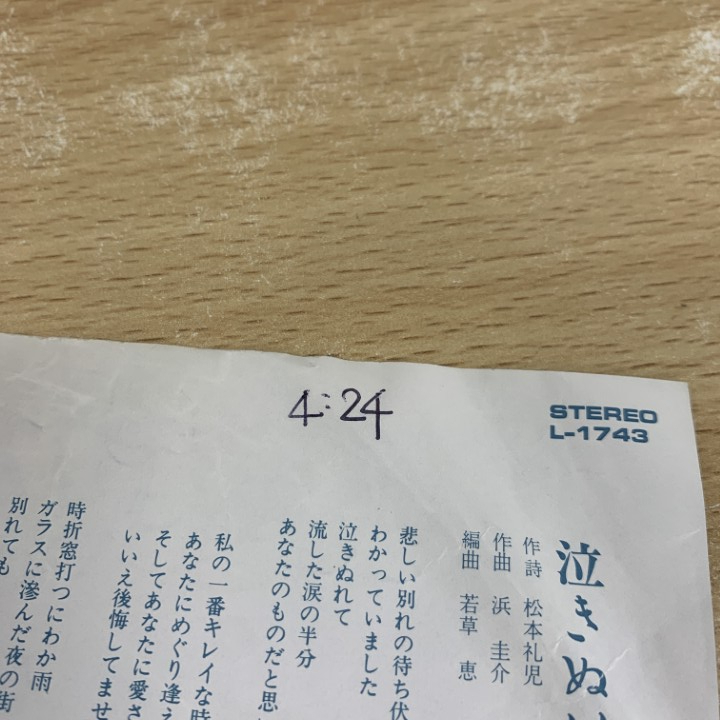 4:24
STEREO
L-1743
泣きぬ
作詩 松本礼児
作曲 浜 圭介
編曲 若草 恵
悲しい別れの待ち伏
わかっていました
泣きぬれて
流した涙の半分
あなたのものだと思
私の一番キレイな時
あなたにめぐり逢え
そしてあなたに愛さ
いいえ後悔してませ
時折窓打つにわか雨
ガラスに滲んだ夜の街
別れても